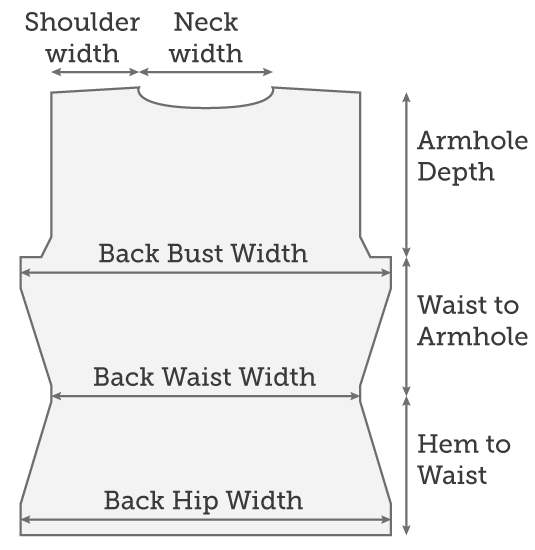 Shoulder
width
Neck
width
Armhole
Depth
Back Bust Width
Waist to
Armhole
Back Waist Width
Hem to
Waist
Back Hip Width